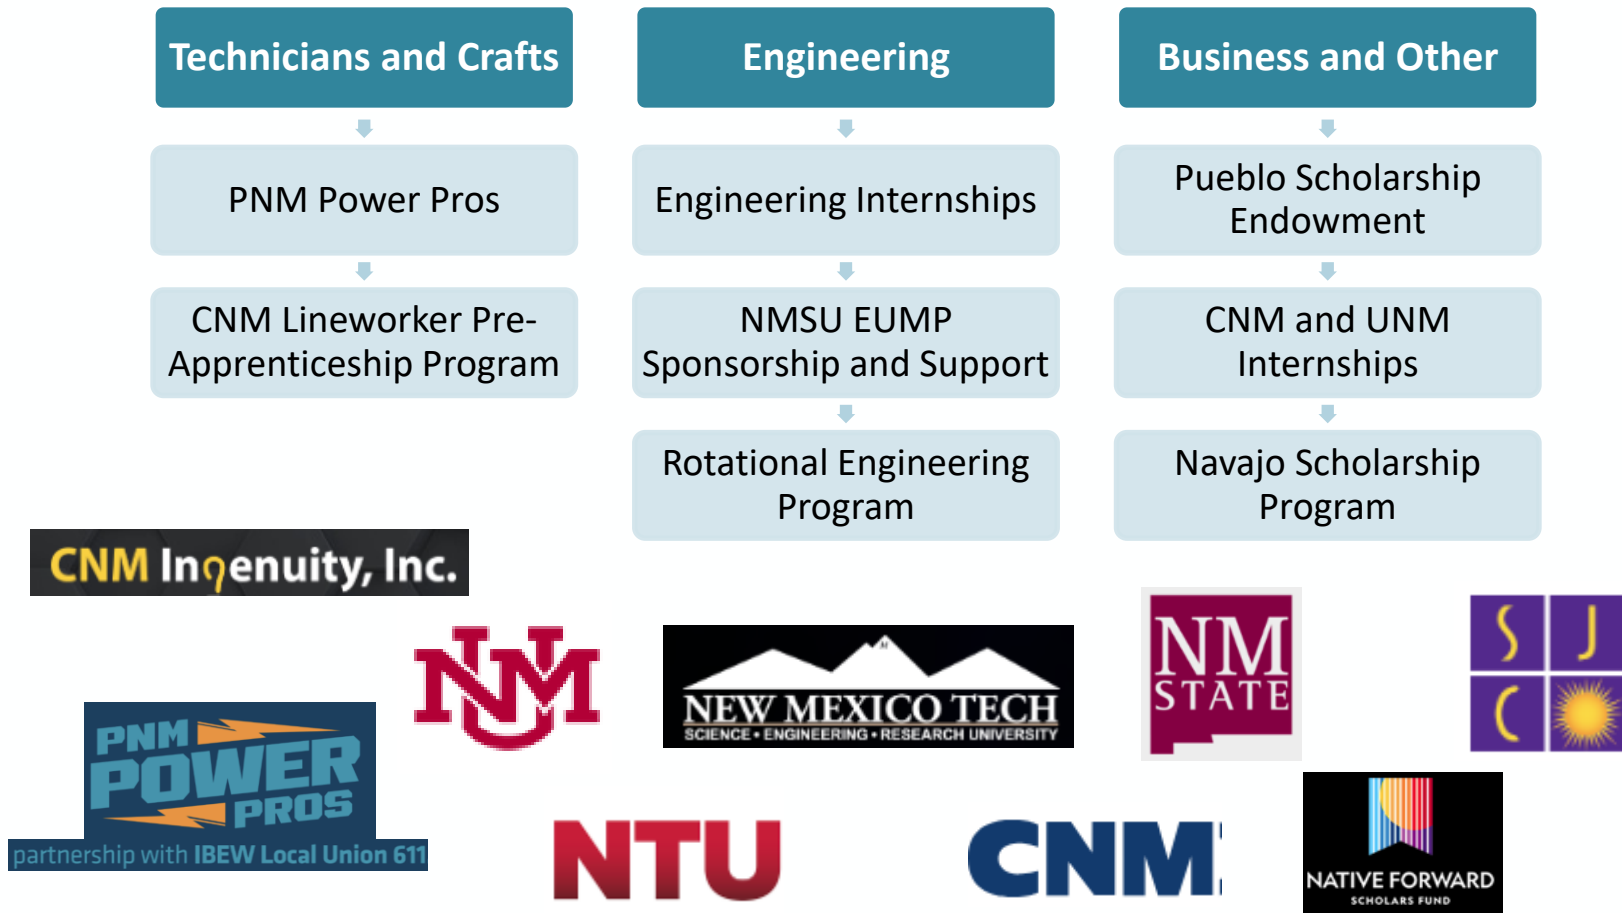 Technicians and Crafts
PNM Power Pros
CNM Lineworker Pre-
Apprenticeship Program
Engineering
Engineering Internships
NMSU EUMP
Sponsorship and Support
Rotational Engineering
Program
Business and Other
Pueblo Scholarship
Endowment
CNM and UNM
Internships
Navajo Scholarship
Program
CNM Ingenuity, Inc.
UNM
NEW MEXICO TECH
SCIENCE • ENGINEERING • RESEARCH UNIVERSITY
NM
STATE
SJ
C
PNM
POWER
PROS
partnership with IBEW Local Union 611
NTU
CNM
NATIVE FORWARD
SCHOLARS FUND